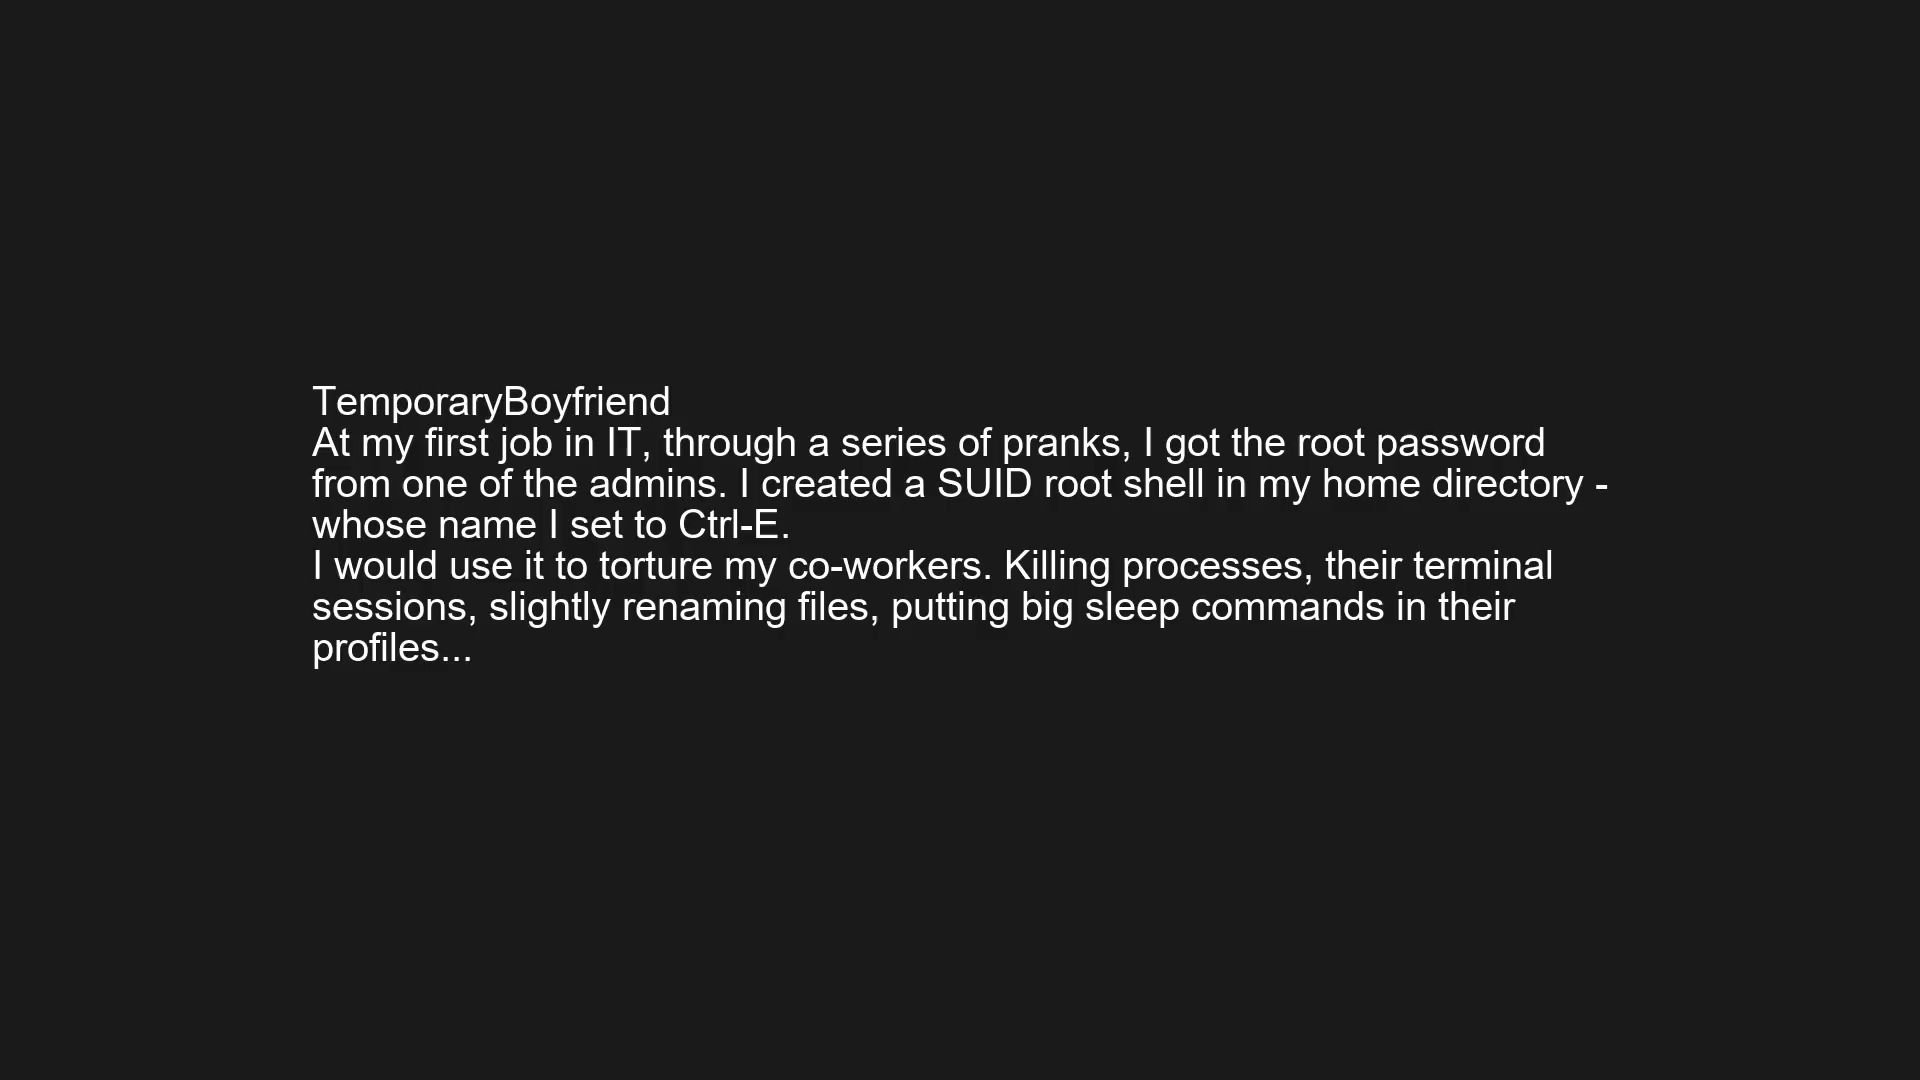 TemporaryBoyfriend
At my first job in IT, through a series of pranks, I got the root password
from one of the admins. I created a SUID root shell in my home directory -
whose name I set to Ctrl-E.
I would use it to torture my co-workers. Killing processes, their terminal
sessions, slightly renaming files, putting big sleep commands in their
profiles...